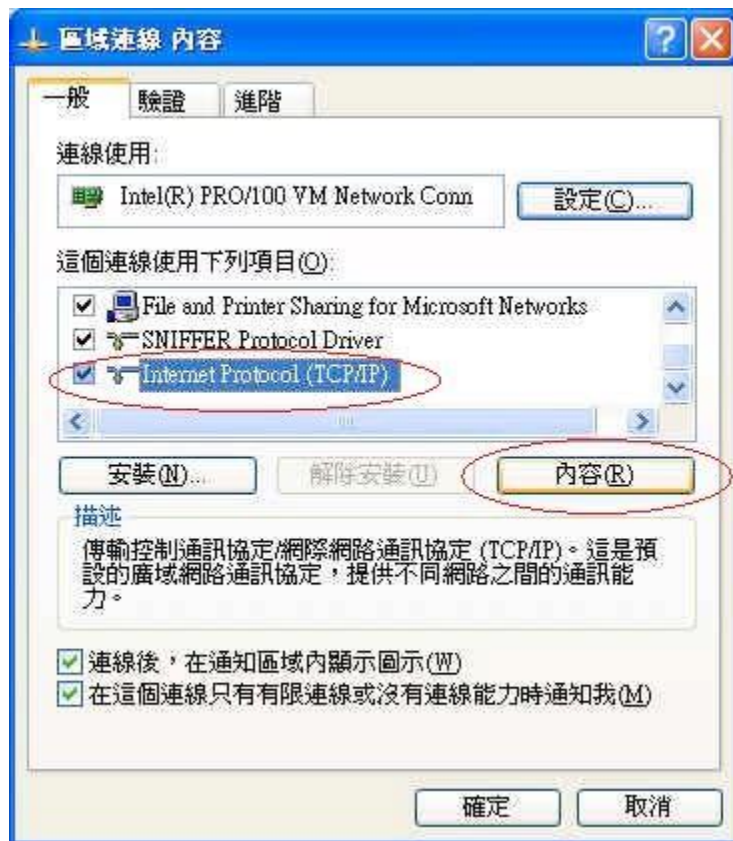 區域連線 內容
一般 驗證 進階
連線使用:
Intel(R) PRO/100 VM Network Conn 設定(C)...
這個連線使用下列項目(O):
File and Printer Sharing for Microsoft Networks
SNIFFER Protocol Driver
Internet Protocol (TCP/IP)
安裝(N)... 解除安裝(U) 內容(R)
描述
傳輸控制通訊協定/網際網路通訊協定 (TCP/IP)。這是預
設的廣域網路通訊協定，提供不同網路之間的通訊能
力。
連線後，在通知區域內顯示圖示(W)
在這個連線只有有限連線或沒有連線能力時通知我(M)
確定 取消